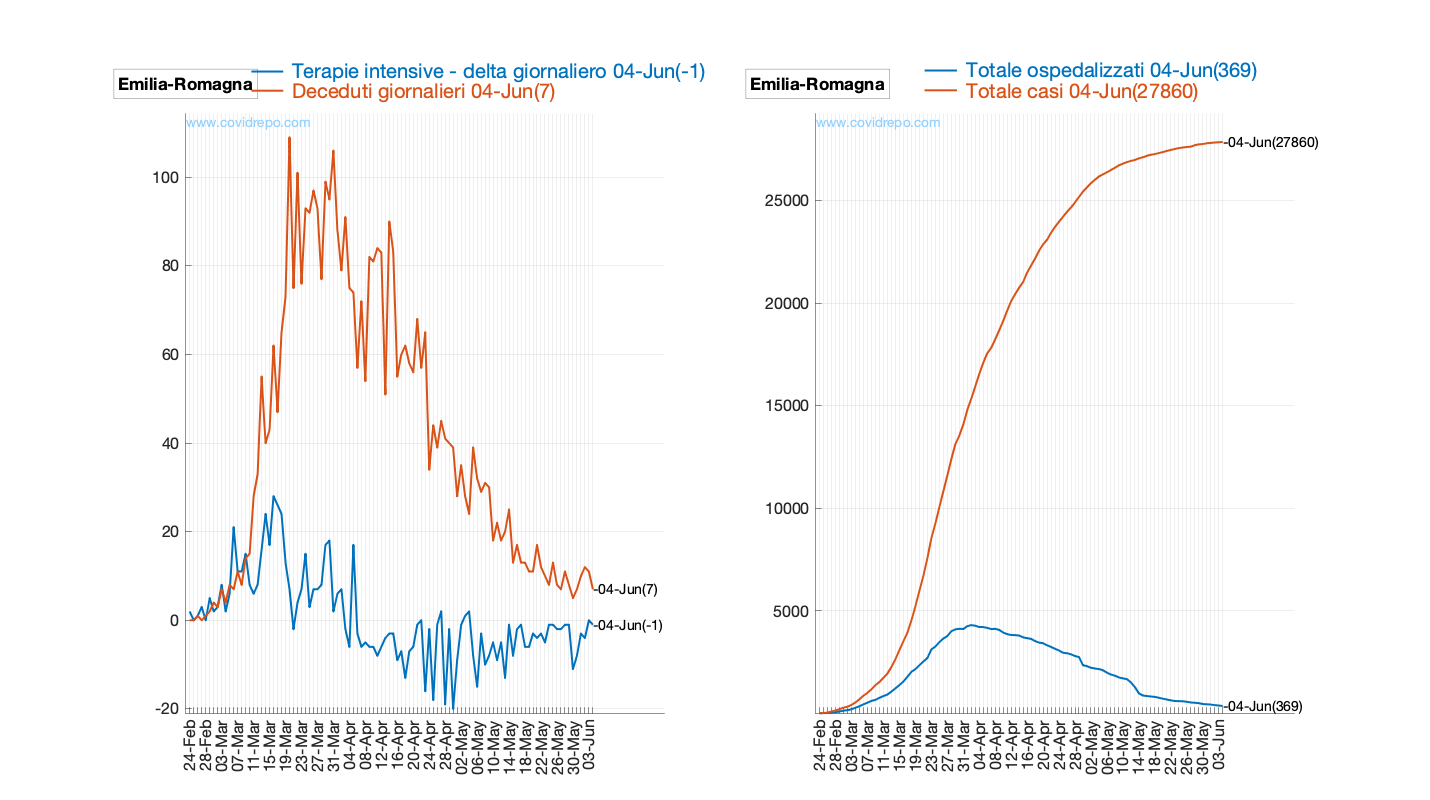 Emilia-Romagna
Terapie intensive - delta giornaliero 04-Jun(-1)
Deceduti giornalieri 04-Jun(7)
www.covidrepo.com
100
80
60
40
20
0
-20
-04-Jun(7)
-04-Jun(-1)
24-Feb
28-Feb
03-Mar
07-Mar
11-Mar
15-Mar
19-Mar
23-Mar
27-Mar
31-Mar
04-Apr
08-Apr
12-Apr
16-Apr
20-Apr
24-Apr
28-Apr
02-May
06-May
10-May
14-May
18-May
22-May
26-May
30-May
03-Jun
Emilia-Romagna
Totale ospedalizzati 04-Jun(369)
Totale casi 04-Jun(27860)
www.covidrepo.com
25000
20000
15000
10000
5000
-04-Jun(27860)
-04-Jun(369)
24-Feb
28-Feb
03-Mar
07-Mar
11-Mar
15-Mar
19-Mar
23-Mar
27-Mar
31-Mar
04-Apr
08-Apr
12-Apr
16-Apr
20-Apr
24-Apr
28-Apr
02-May
06-May
10-May
14-May
18-May
22-May
26-May
30-May
03-Jun